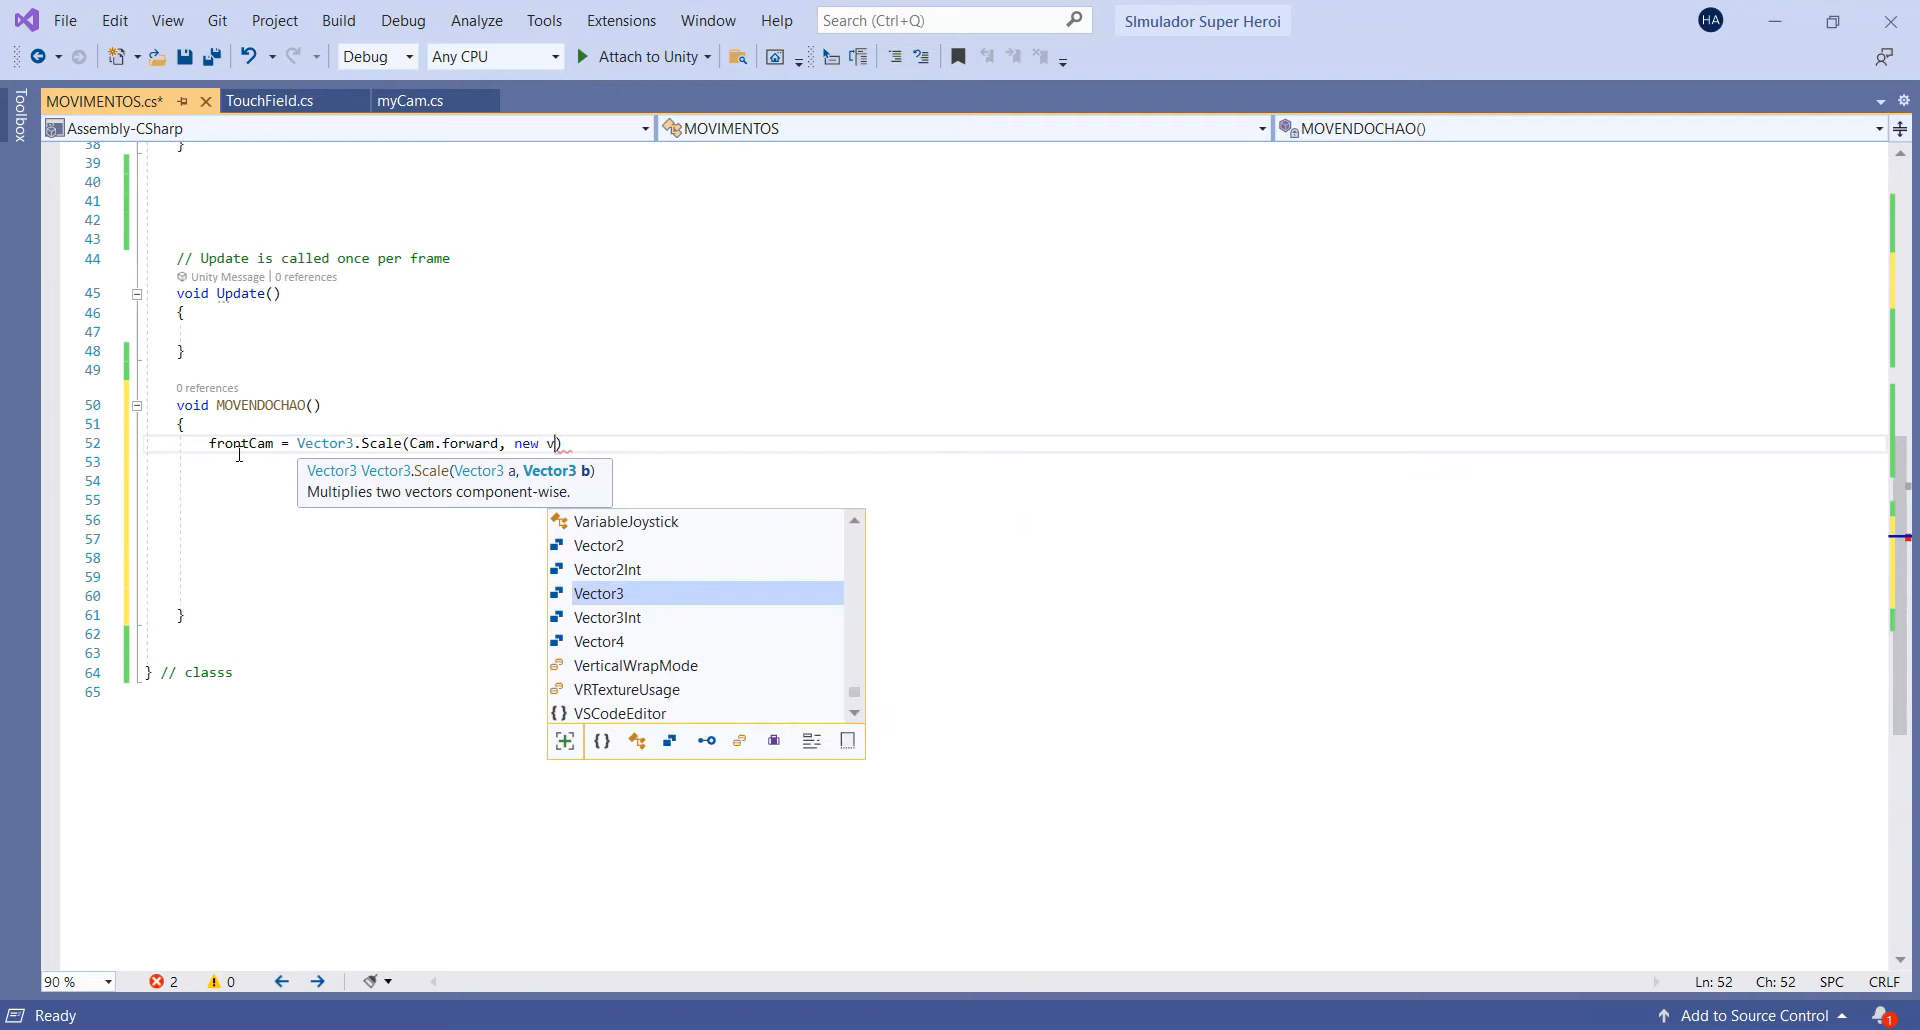 File Edit View Git Project Build Debug Analyze Tools Extensions Window Help Search (Ctrl+Q) SImulador Super Heroi HA
Debug Any CPU Attach to Unity
Toolbox
MOVIMENTOS.cs* TouchField.cs myCam.cs
Assembly-CSharp MOVIMENTOS MOVENDOCHAO()
38 }
39
40
41
42
43
44 // Update is called once per frame
Unity Message | 0 references
45 void Update()
46 {
47
48 }
49
0 references
50 void MOVENDOCHAO()
51 {
52 frontCam = Vector3.Scale(Cam.forward, new v)
53
Vector3 Vector3.Scale(Vector3 a, Vector3 b)
54
Multiplies two vectors component-wise.
55
56 VariableJoystick
57 Vector2
58 Vector2Int
59 Vector3
60 Vector3Int
61 }
62 Vector4
63 VerticalWrapMode
64 } // classs
65 VRTextureUsage
VSCodeEditor
90 % 2 0 Ln: 52 Ch: 52 SPC CRLF
Ready Add to Source Control 1